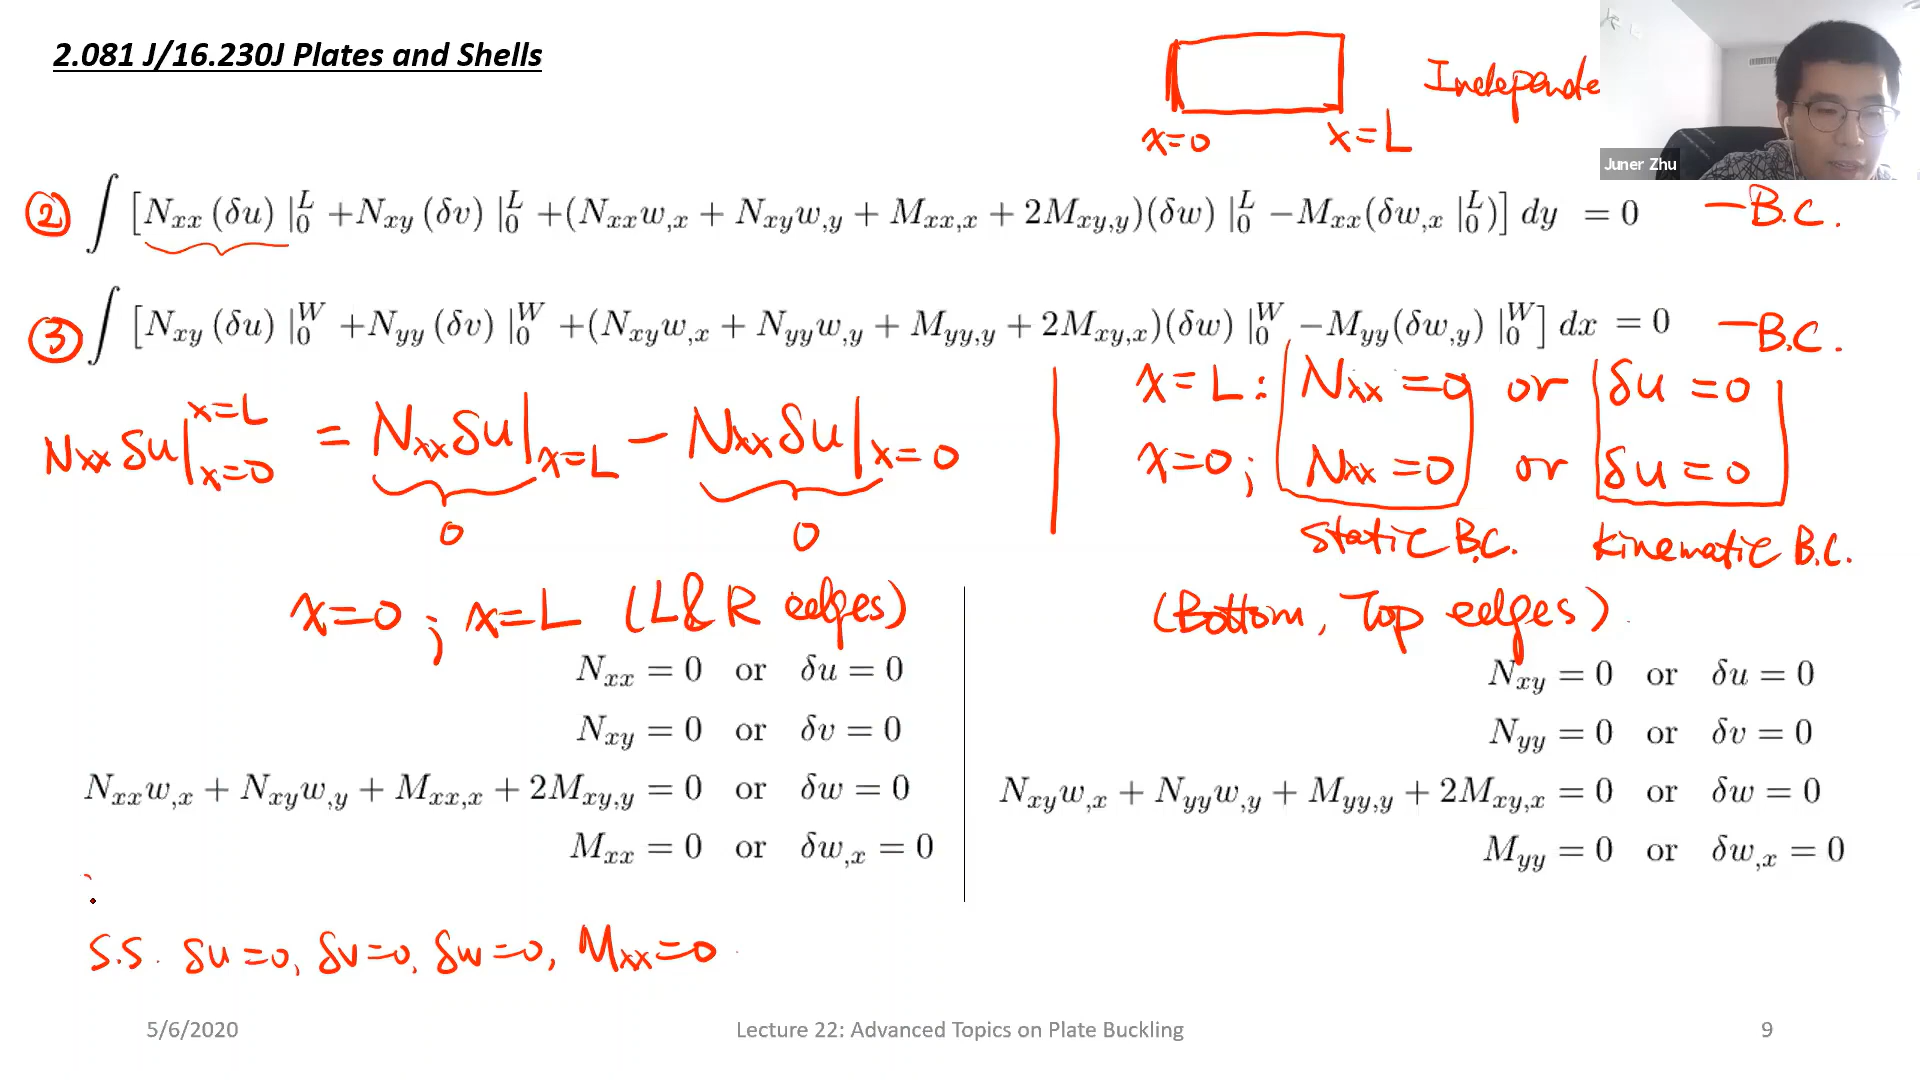 2.081 J/16.230J Plates and Shells
x=0 x=L
Juner Zhu
② ∫ [N_xx (δu) |_0^L +N_xy (δv) |_0^L +(N_xx w_,x + N_xy w_,y + M_xx,x + 2M_xy,y)(δw) |_0^L −M_xx(δw_,x |_0^L)] dy = 0 — B.C.
③ ∫ [N_xy (δu) |_0^W +N_yy (δv) |_0^W +(N_xy w_,x + N_yy w_,y + M_yy,y + 2M_xy,x)(δw) |_0^W −M_yy(δw_,y) |_0^W] dx = 0 — B.C.
N_xx δu|_{x=0}^{x=L} = N_xx δu|_{x=L} − N_xx δu|_{x=0}
0 0
x=L: N_xx = 0 or δu = 0
x=0; N_xx = 0 or δu = 0
static B.C. kinematic B.C.
x=0; x=L (L&R edges)
N_xx = 0 or δu = 0
N_xy = 0 or δv = 0
N_xx w_,x + N_xy w_,y + M_xx,x + 2M_xy,y = 0 or δw = 0
M_xx = 0 or δw_,x = 0
(Bottom, Top edges)
N_xy = 0 or δu = 0
N_yy = 0 or δv = 0
N_xy w_,x + N_yy w_,y + M_yy,y + 2M_xy,x = 0 or δw = 0
M_yy = 0 or δw_,x = 0
S.S. δu=0, δv=0, δw=0, M_xx=0
5/6/2020 Lecture 22: Advanced Topics on Plate Buckling 9